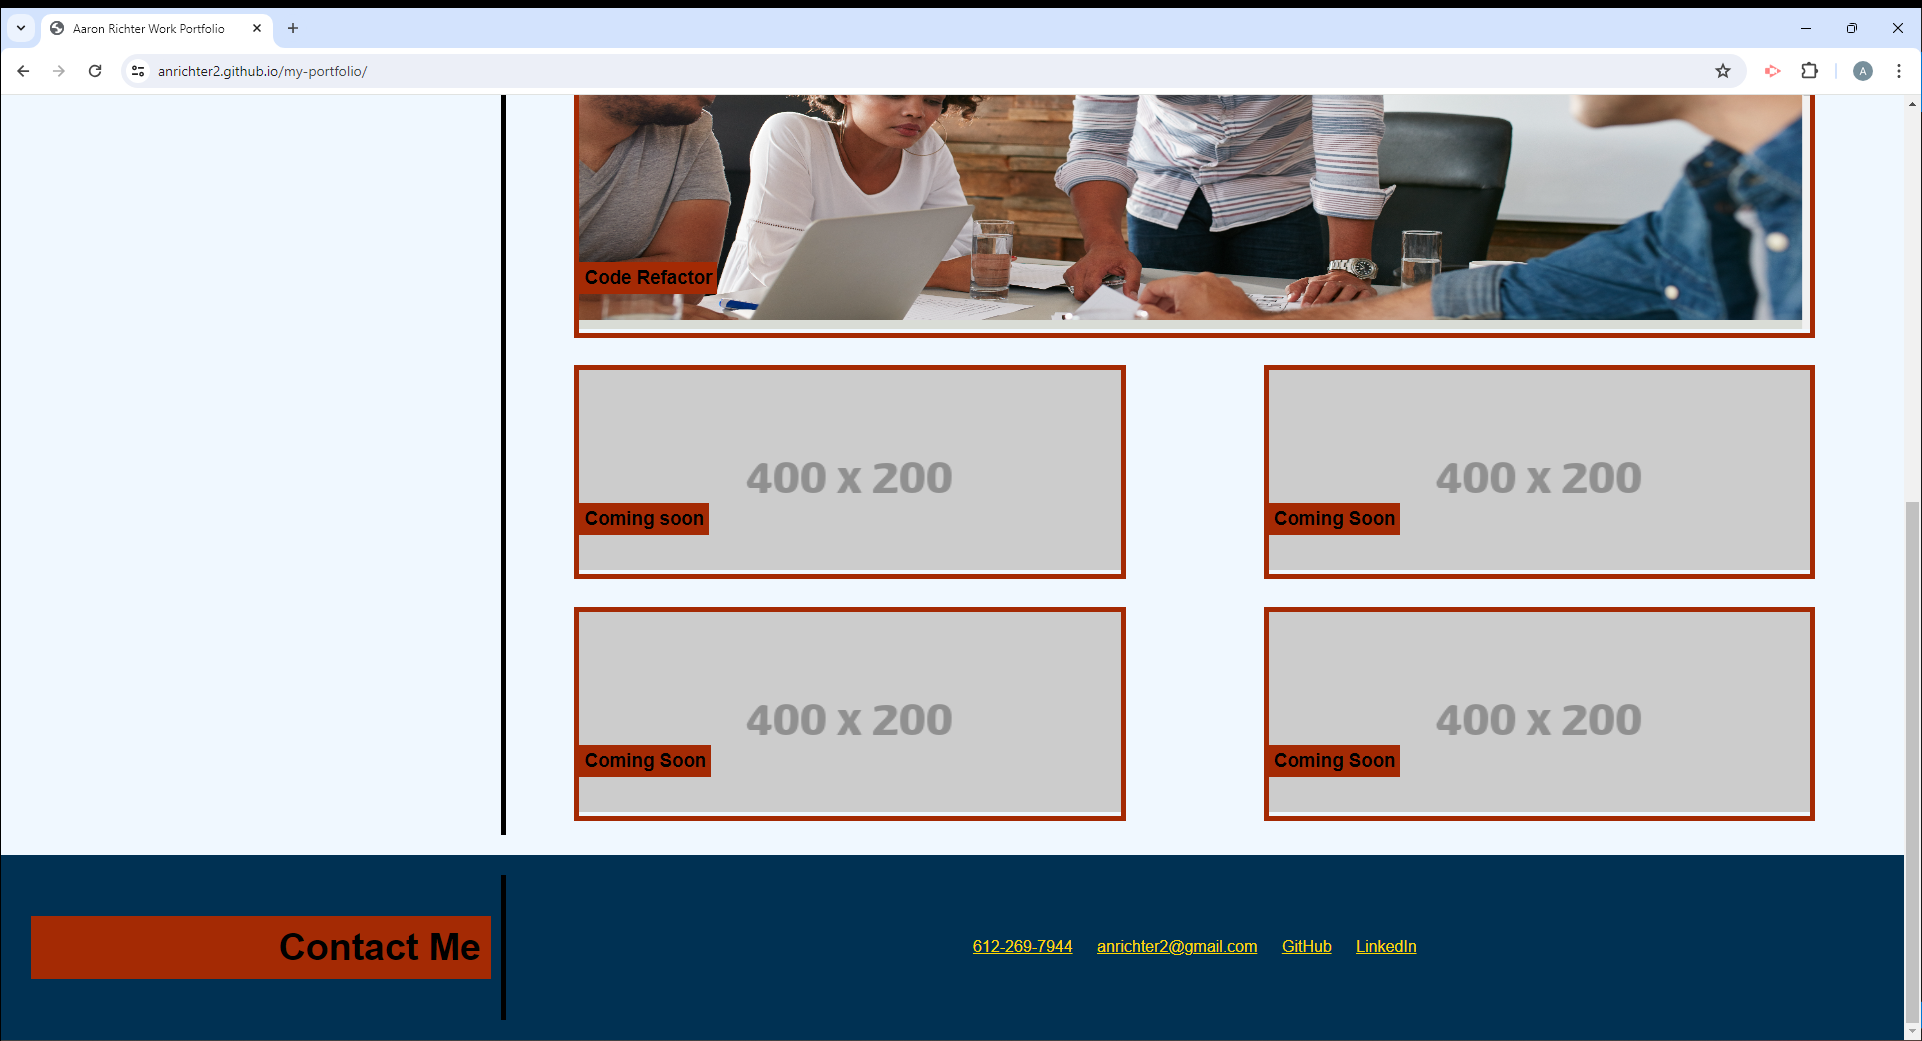 Aaron Richter Work Portfolio
anrichter2.github.io/my-portfolio/
A
Code Refactor
400 x 200
Coming soon
400 x 200
Coming Soon
400 x 200
Coming Soon
400 x 200
Coming Soon
Contact Me
612-269-7944 anrichter2@gmail.com GitHub LinkedIn